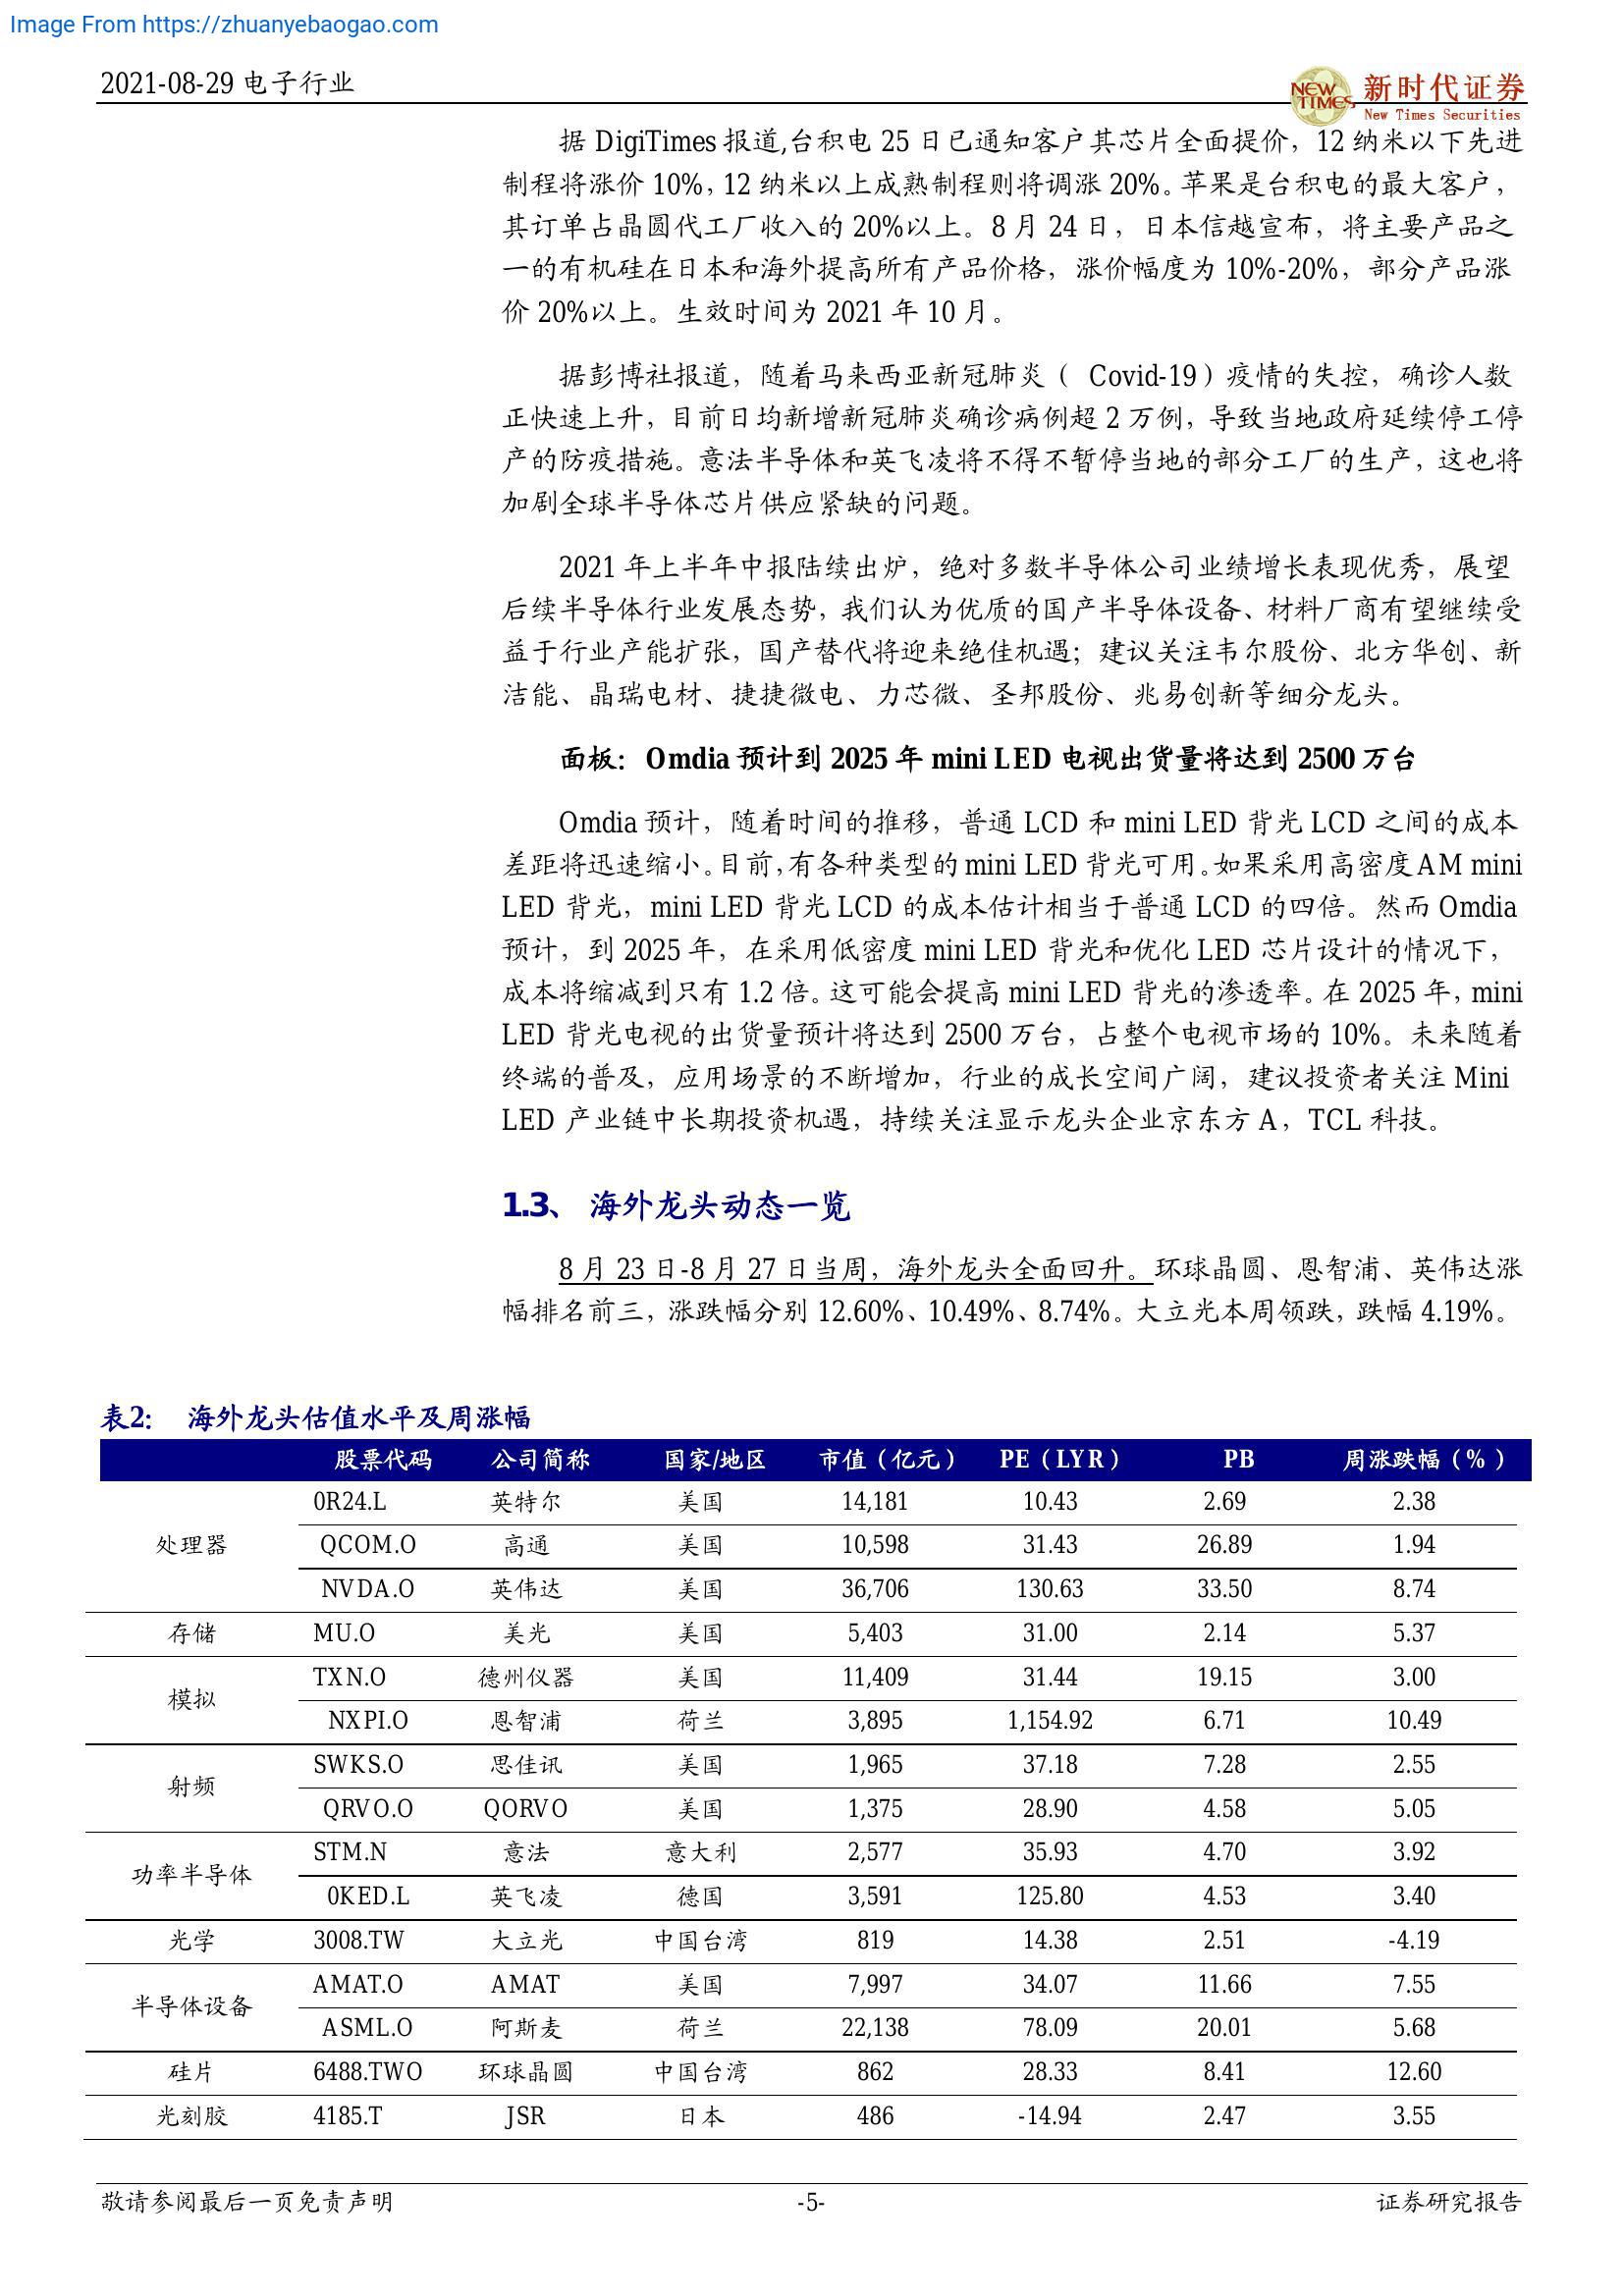 Image From https://zhuanyebaogao.com
2021-08-29 电子行业
NEW TIMES 新时代证券
New Times Securities
据 DigiTimes 报道,台积电 25 日已通知客户其芯片全面提价，12 纳米以下先进
制程将涨价 10%，12 纳米以上成熟制程则将调涨 20%。苹果是台积电的最大客户，
其订单占晶圆代工厂收入的 20%以上。8 月 24 日，日本信越宣布，将主要产品之
一的有机硅在日本和海外提高所有产品价格，涨价幅度为 10%-20%，部分产品涨
价 20%以上。生效时间为 2021 年 10 月。
据彭博社报道，随着马来西亚新冠肺炎（ Covid-19）疫情的失控，确诊人数
正快速上升，目前日均新增新冠肺炎确诊病例超 2 万例，导致当地政府延续停工停
产的防疫措施。意法半导体和英飞凌将不得不暂停当地的部分工厂的生产，这也将
加剧全球半导体芯片供应紧缺的问题。
2021 年上半年中报陆续出炉，绝对多数半导体公司业绩增长表现优秀，展望
后续半导体行业发展态势，我们认为优质的国产半导体设备、材料厂商有望继续受
益于行业产能扩张，国产替代将迎来绝佳机遇；建议关注韦尔股份、北方华创、新
洁能、晶瑞电材、捷捷微电、力芯微、圣邦股份、兆易创新等细分龙头。
面板：Omdia 预计到 2025 年 mini LED 电视出货量将达到 2500 万台
Omdia 预计，随着时间的推移，普通 LCD 和 mini LED 背光 LCD 之间的成本
差距将迅速缩小。目前，有各种类型的 mini LED 背光可用。如果采用高密度 AM mini
LED 背光，mini LED 背光 LCD 的成本估计相当于普通 LCD 的四倍。然而 Omdia
预计，到 2025 年，在采用低密度 mini LED 背光和优化 LED 芯片设计的情况下，
成本将缩减到只有 1.2 倍。这可能会提高 mini LED 背光的渗透率。在 2025 年，mini
LED 背光电视的出货量预计将达到 2500 万台，占整个电视市场的 10%。未来随着
终端的普及，应用场景的不断增加，行业的成长空间广阔，建议投资者关注 Mini
LED 产业链中长期投资机遇，持续关注显示龙头企业京东方 A，TCL 科技。
1.3、 海外龙头动态一览
8 月 23 日-8 月 27 日当周，海外龙头全面回升。环球晶圆、恩智浦、英伟达涨
幅排名前三，涨跌幅分别 12.60%、10.49%、8.74%。大立光本周领跌，跌幅 4.19%。
表2： 海外龙头估值水平及周涨幅
股票代码 公司简称 国家/地区 市值（亿元） PE（LYR） PB 周涨跌幅（%）
处理器 0R24.L 英特尔 美国 14,181 10.43 2.69 2.38
QCOM.O 高通 美国 10,598 31.43 26.89 1.94
NVDA.O 英伟达 美国 36,706 130.63 33.50 8.74
存储 MU.O 美光 美国 5,403 31.00 2.14 5.37
模拟 TXN.O 德州仪器 美国 11,409 31.44 19.15 3.00
NXPI.O 恩智浦 荷兰 3,895 1,154.92 6.71 10.49
射频 SWKS.O 思佳讯 美国 1,965 37.18 7.28 2.55
QRVO.O QORVO 美国 1,375 28.90 4.58 5.05
功率半导体 STM.N 意法 意大利 2,577 35.93 4.70 3.92
0KED.L 英飞凌 德国 3,591 125.80 4.53 3.40
光学 3008.TW 大立光 中国台湾 819 14.38 2.51 -4.19
半导体设备 AMAT.O AMAT 美国 7,997 34.07 11.66 7.55
ASML.O 阿斯麦 荷兰 22,138 78.09 20.01 5.68
硅片 6488.TWO 环球晶圆 中国台湾 862 28.33 8.41 12.60
光刻胶 4185.T JSR 日本 486 -14.94 2.47 3.55
敬请参阅最后一页免责声明 -5- 证券研究报告